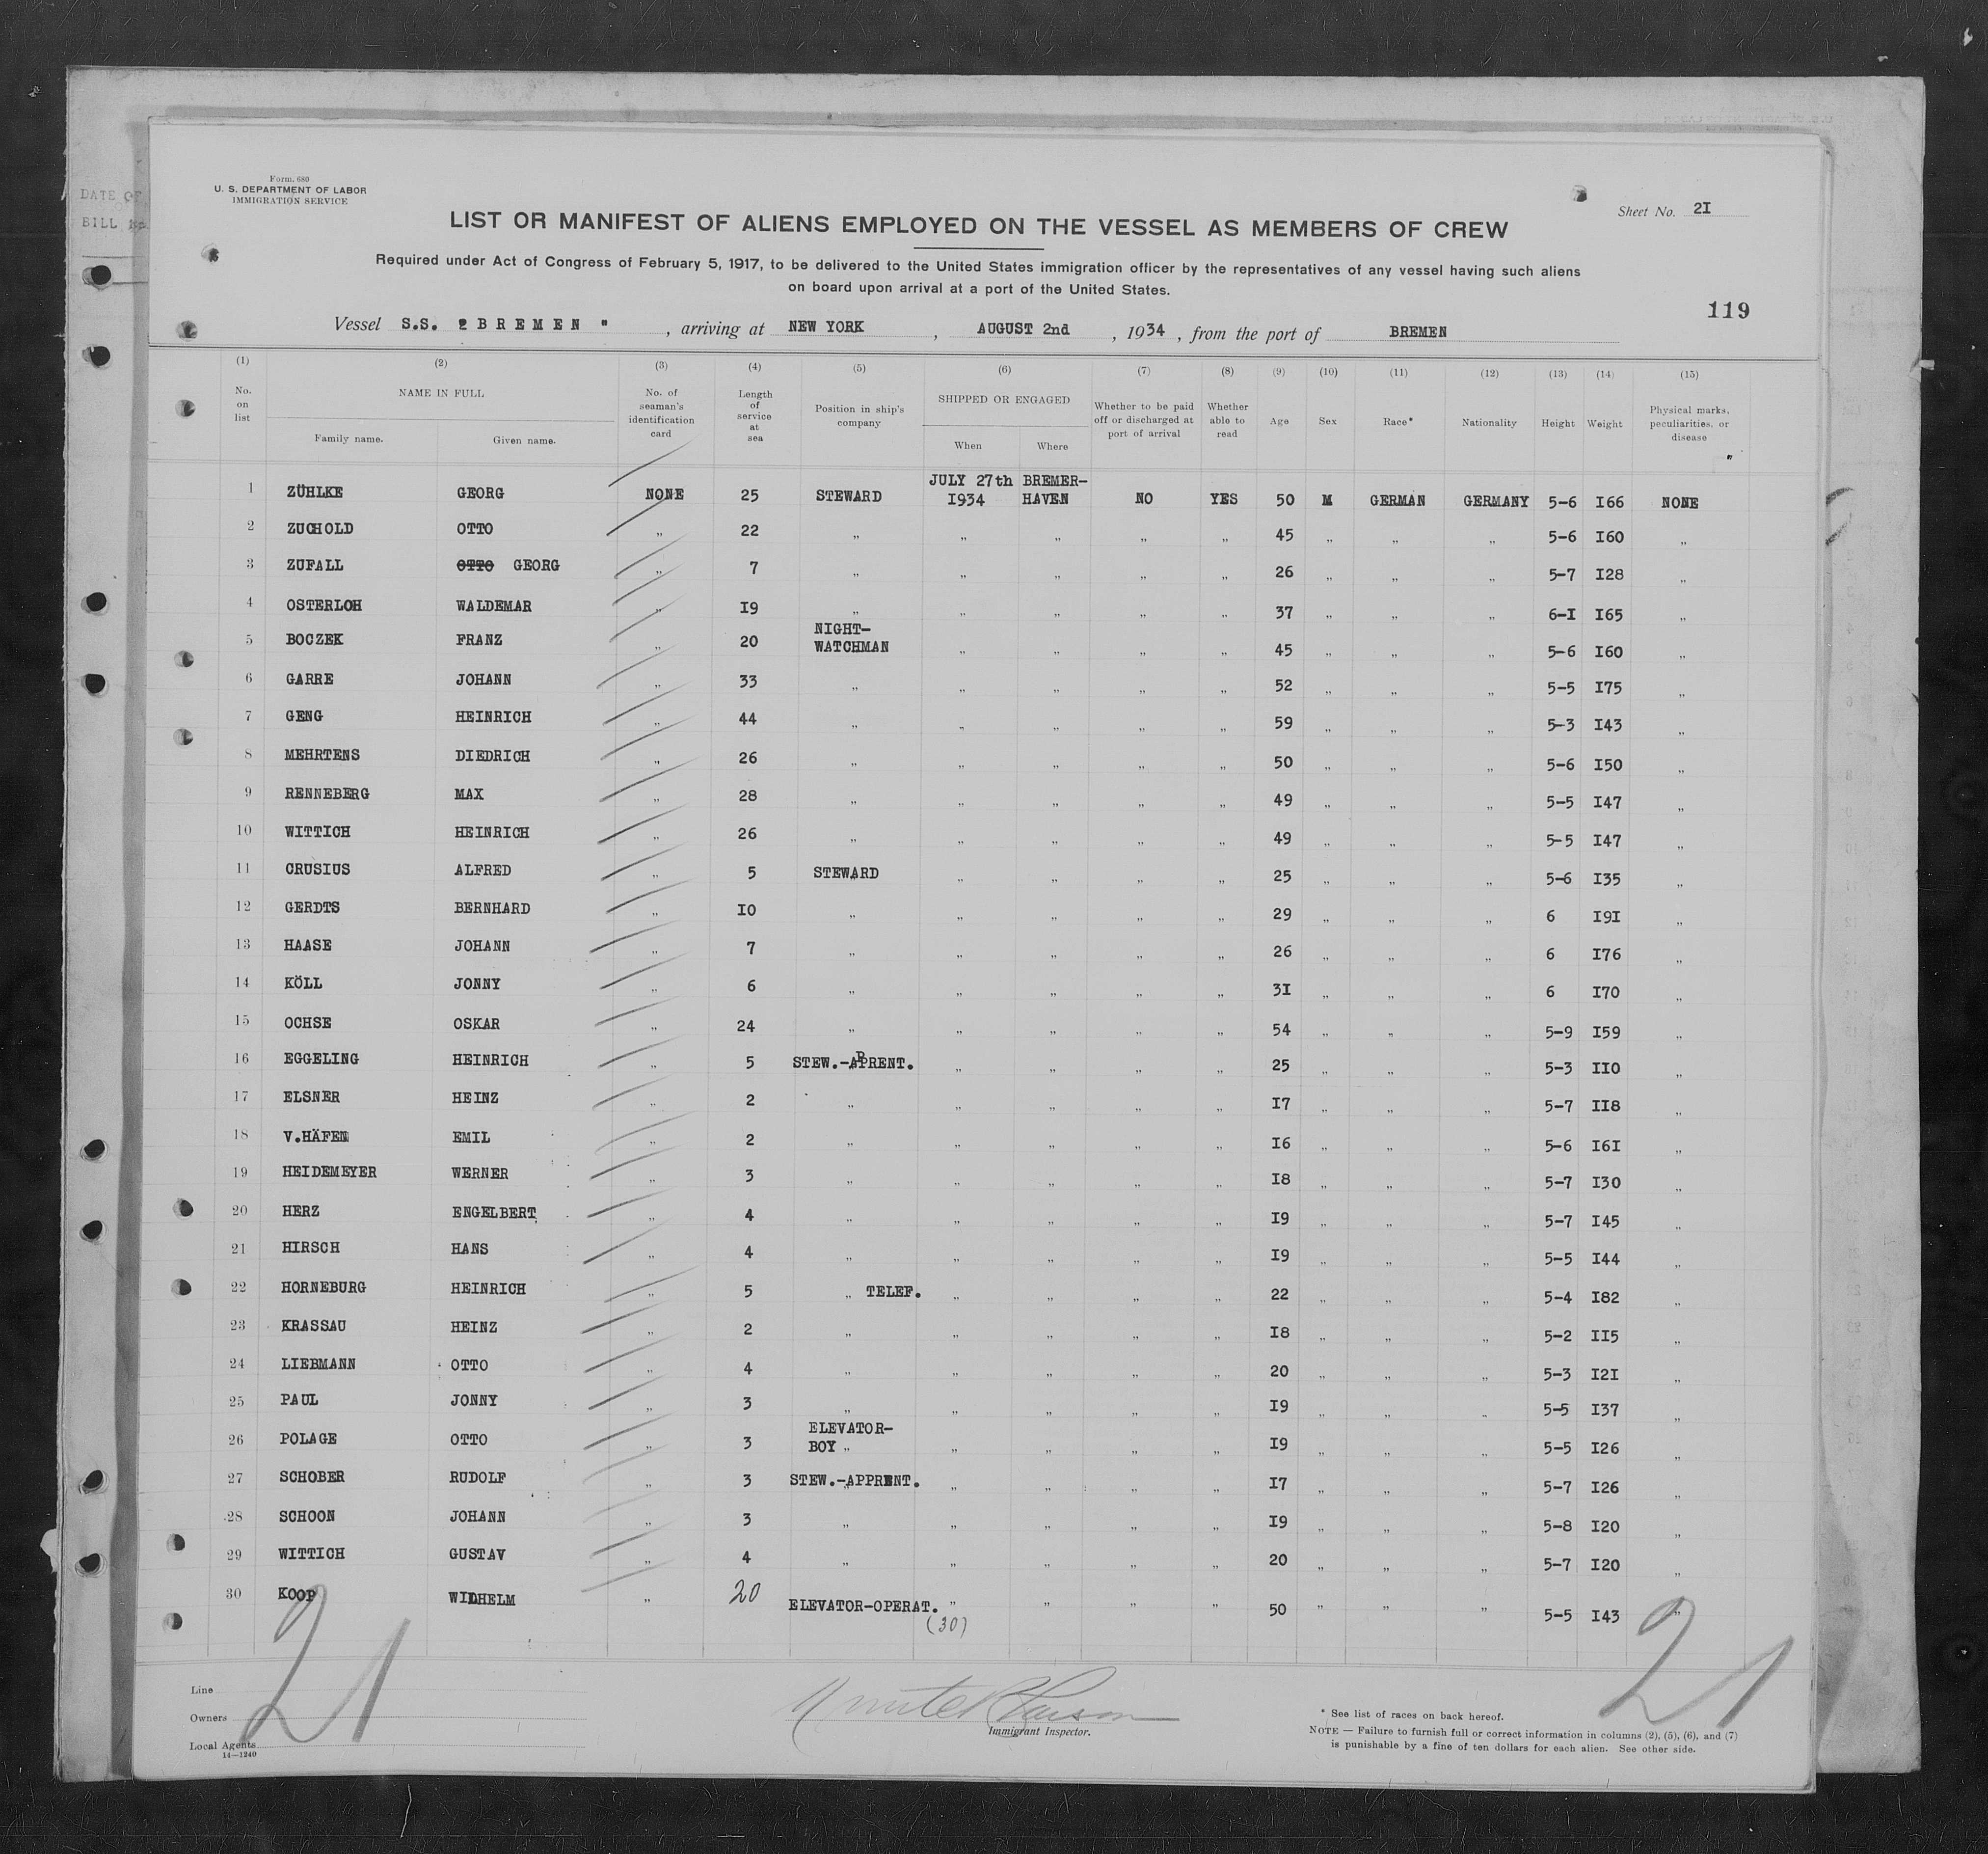 Form. 680
U. S. DEPARTMENT OF LABOR
IMMIGRATION SERVICE
DATE OF
BILL
Sheet No. 2I
LIST OR MANIFEST OF ALIENS EMPLOYED ON THE VESSEL AS MEMBERS OF CREW
Required under Act of Congress of February 5, 1917, to be delivered to the United States immigration officer by the representatives of any vessel having such aliens
on board upon arrival at a port of the United States.
119
Vessel S.S. "BREMEN", arriving at NEW YORK, AUGUST 2nd, 1934, from the port of BREMEN
(1) (2) (3) (4) (5) (6) (7) (8) (9) (10) (11) (12) (13) (14) (15)
No. on list NAME IN FULL Family name. Given name. No. of seaman's identification card Length of service at sea Position in ship's company SHIPPED OR ENGAGED When Where Whether to be paid off or discharged at port of arrival Whether able to read Age Sex Race* Nationality Height Weight Physical marks, peculiarities, or disease
1 ZÜHLKE GEORG NONE 25 STEWARD JULY 27th 1934 BREMER-HAVEN NO YES 50 M GERMAN GERMANY 5-6 I66 NONE
2 ZUCHOLD OTTO " 22 " " " " " 45 " " " 5-6 I60 "
3 ZUFALL OTTO GEORG " 7 " " " " " 26 " " " 5-7 I28 "
4 OSTERLOH WALDEMAR " I9 " " " " " 37 " " " 6-I I65 "
5 BOCZEK FRANZ " 20 NIGHT-WATCHMAN " " " " 45 " " " 5-6 I60 "
6 GARRE JOHANN " 33 " " " " " 52 " " " 5-5 I75 "
7 GENG HEINRICH " 44 " " " " " 59 " " " 5-3 I43 "
8 MEHRTENS DIEDRICH " 26 " " " " " 50 " " " 5-6 I50 "
9 RENNEBERG MAX " 28 " " " " " 49 " " " 5-5 I47 "
10 WITTICH HEINRICH " 26 " " " " " 49 " " " 5-5 I47 "
11 CRUSIUS ALFRED " 5 STEWARD " " " " 25 " " " 5-6 I35 "
12 GERDTS BERNHARD " I0 " " " " " 29 " " " 6 I9I "
13 HAASE JOHANN " 7 " " " " " 26 " " " 6 I76 "
14 KÖLL JONNY " 6 " " " " " 3I " " " 6 I70 "
15 OCHSE OSKAR " 24 " " " " " 54 " " " 5-9 I59 "
16 EGGELING HEINRICH " 5 STEW.-APPRENT. " " " " 25 " " " 5-3 II0 "
17 ELSNER HEINZ " 2 " " " " " I7 " " " 5-7 II8 "
18 V.HÄFEN EMIL " 2 " " " " " I6 " " " 5-6 I6I "
19 HEIDEMEYER WERNER " 3 " " " " " I8 " " " 5-7 I30 "
20 HERZ ENGELBERT " 4 " " " " " I9 " " " 5-7 I45 "
21 HIRSCH HANS " 4 " " " " " I9 " " " 5-5 I44 "
22 HORNEBURG HEINRICH " 5 " TELEF. " " " " 22 " " " 5-4 I82 "
23 KRASSAU HEINZ " 2 " " " " " I8 " " " 5-2 II5 "
24 LIEBMANN OTTO " 4 " " " " " 20 " " " 5-3 I2I "
25 PAUL JONNY " 3 " " " " " I9 " " " 5-5 I37 "
26 POLAGE OTTO " 3 ELEVATOR-BOY " " " " " I9 " " " 5-5 I26 "
27 SCHOBER RUDOLF " 3 STEW.-APPRENT. " " " " I7 " " " 5-7 I26 "
28 SCHOON JOHANN " 3 " " " " " I9 " " " 5-8 I20 "
29 WITTICH GUSTAV " 4 " " " " " 20 " " " 5-7 I20 "
30 KOOP WILHELM " 20 ELEVATOR-OPERAT. " " " " 50 " " " 5-5 I43 "
(30)
21 21
Line
Owners
Local Agents
14—1240
Immigrant Inspector.
* See list of races on back hereof.
NOTE — Failure to furnish full or correct information in columns (2), (5), (6), and (7)
is punishable by a fine of ten dollars for each alien. See other side.